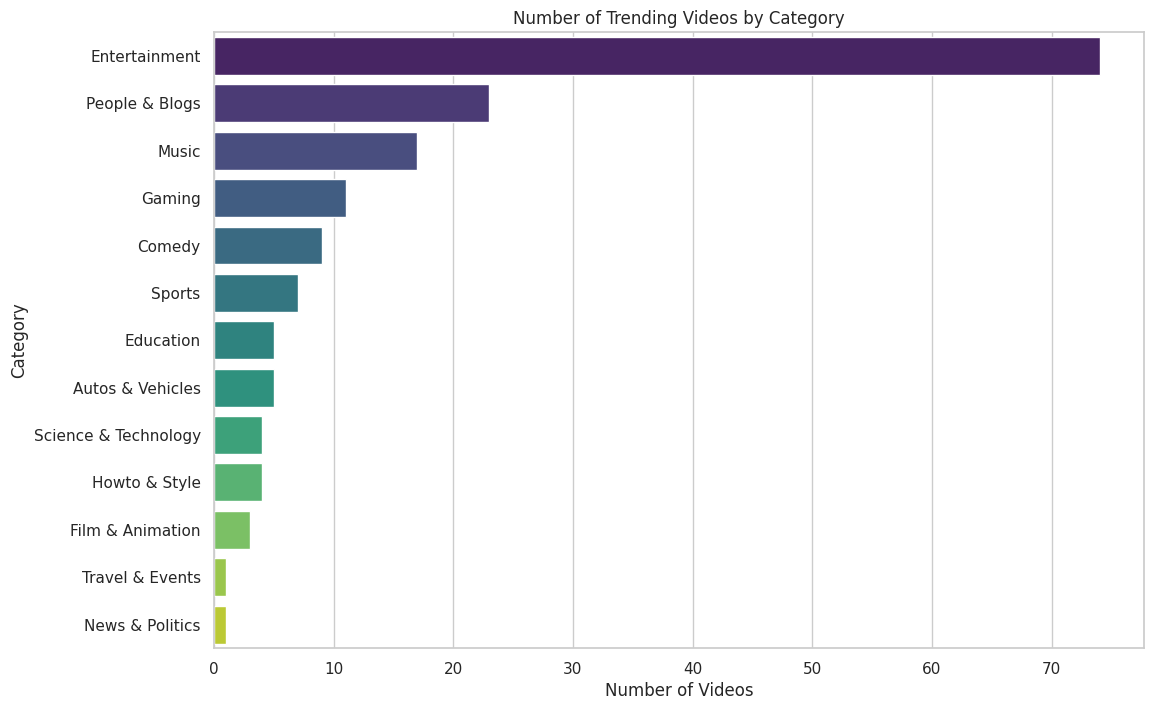 Number of Trending Videos by Category
Category
Entertainment
People & Blogs
Music
Gaming
Comedy
Sports
Education
Autos & Vehicles
Science & Technology
Howto & Style
Film & Animation
Travel & Events
News & Politics
0 10 20 30 40 50 60 70
Number of Videos